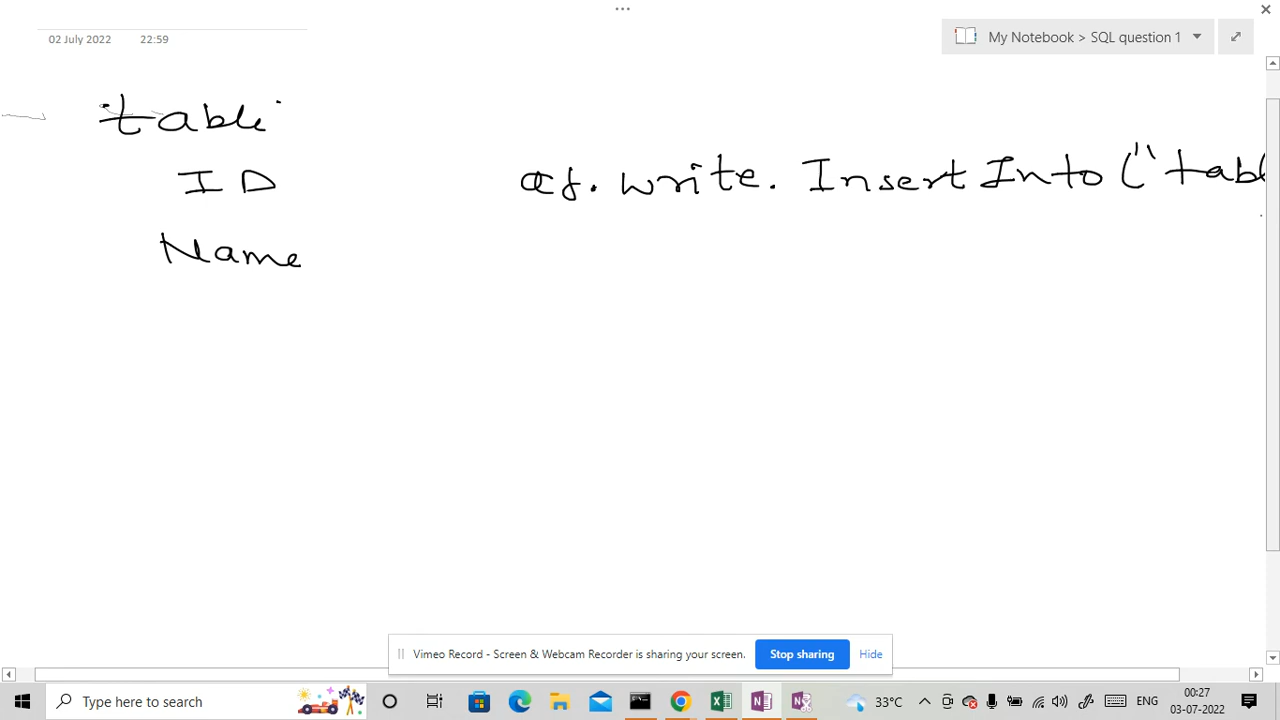 ...
02 July 2022 22:59
My Notebook > SQL question 1
table
ID
df.write.InsertInto("tabl
Name
Vimeo Record - Screen & Webcam Recorder is sharing your screen.
Stop sharing
Hide
Type here to search
33°C
ENG
00:27
03-07-2022